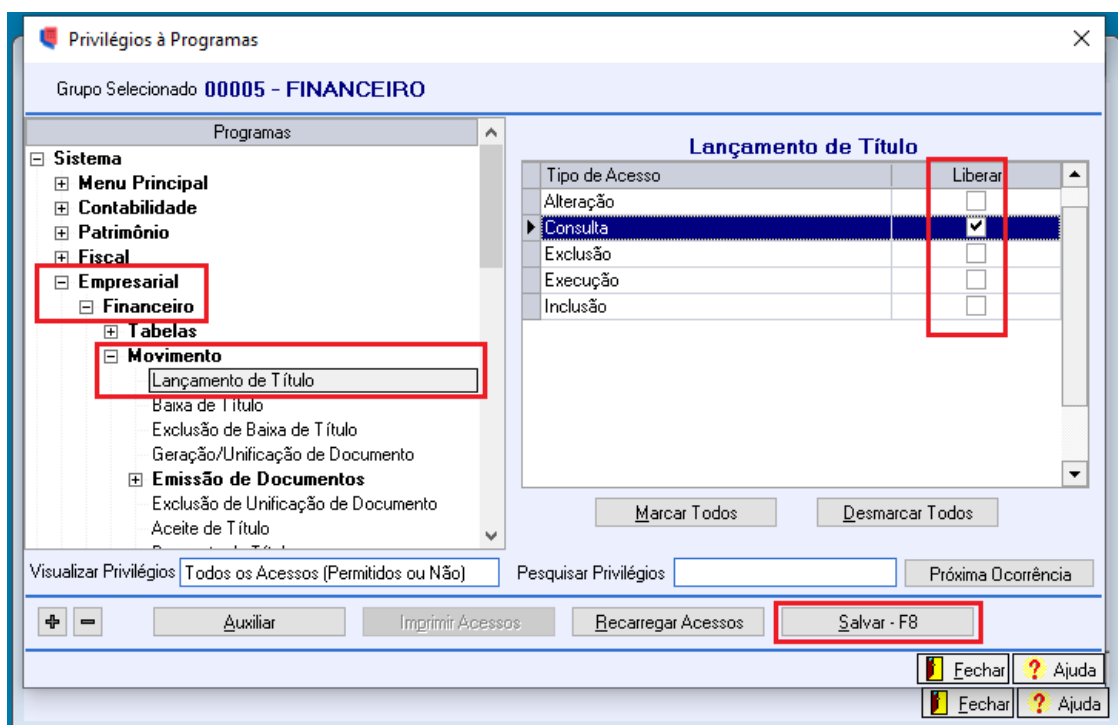 Privilégios à Programas
Grupo Selecionado 00005 - FINANCEIRO
Programas
Sistema
Menu Principal
Contabilidade
Patrimônio
Fiscal
Empresarial
Financeiro
Tabelas
Movimento
Lançamento de Título
Baixa de Título
Exclusão de Baixa de Título
Geração/Unificação de Documento
Emissão de Documentos
Exclusão de Unificação de Documento
Aceite de Título
Lançamento de Título
Tipo de Acesso Liberar
Alteração
Consulta
Exclusão
Execução
Inclusão
Marcar Todos Desmarcar Todos
Visualizar Privilégios Todos os Acessos (Permitidos ou Não) Pesquisar Privilégios Próxima Ocorrência
Auxiliar Imprimir Acessos Recarregar Acessos Salvar - F8
Fechar ? Ajuda
Fechar ? Ajuda